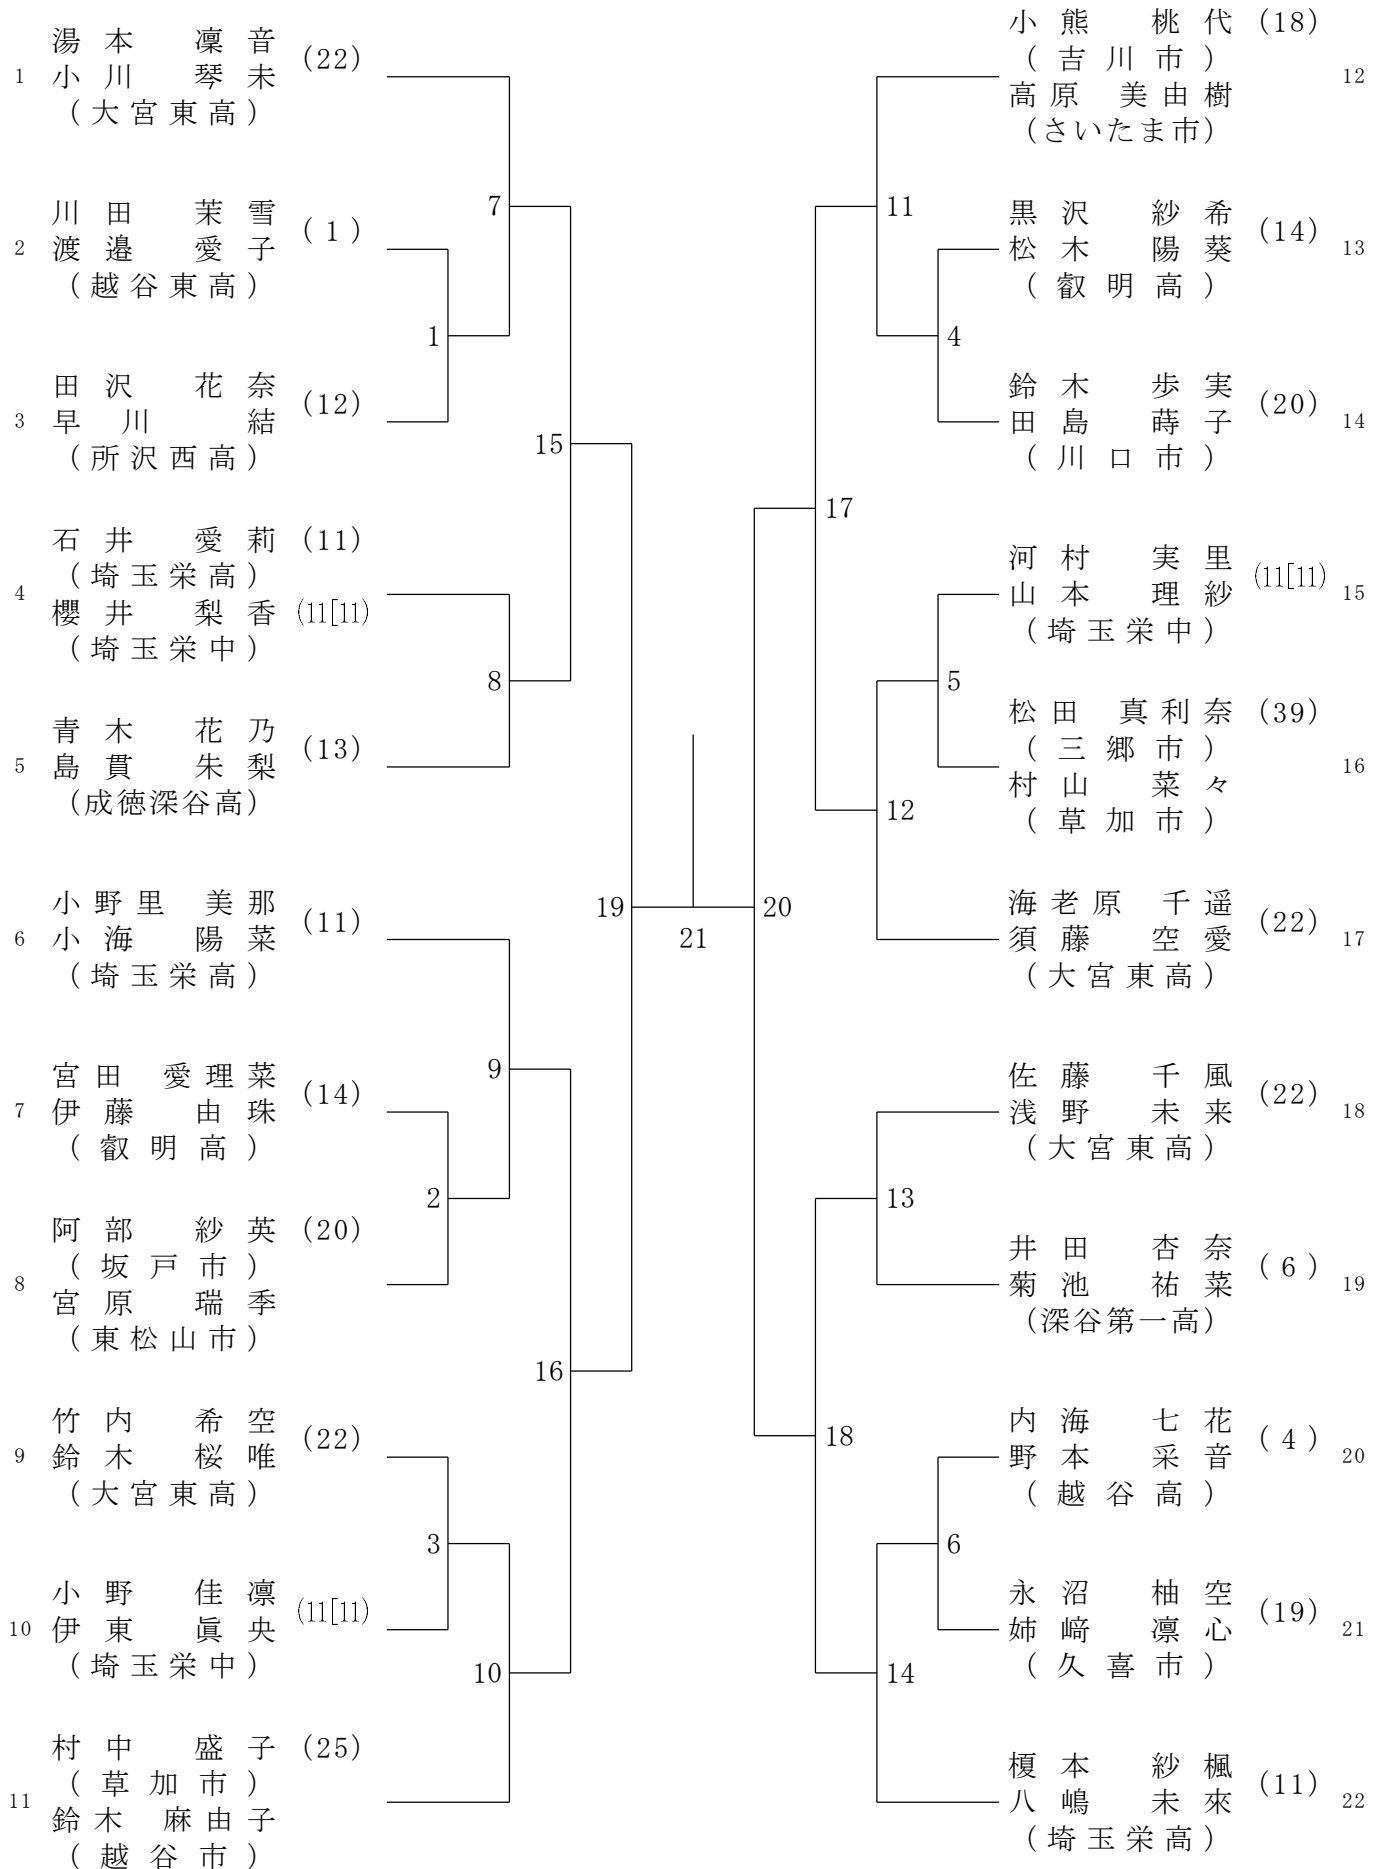 湯本 凜音 (22)
1 小川 琴未
(大宮東高)
川田 茉雪 (1)
2 渡邉 愛子
(越谷東高)
田沢 花奈 (12)
3 早川 結
(所沢西高)
石井 愛莉 (11)
(埼玉栄高)
4
櫻井 梨香 (11[11)
(埼玉栄中)
青木 花乃 (13)
5 島貫 朱梨
(成徳深谷高)
小野里 美那 (11)
6 小海 陽菜
(埼玉栄高)
宮田 愛理菜 (14)
7 伊藤 由珠
(叡明高)
阿部 紗英 (20)
(坂戸市)
8
宮原 瑞季
(東松山市)
竹内 希空 (22)
9 鈴木 桜唯
(大宮東高)
小野 佳凛 (11[11)
10 伊東 眞央
(埼玉栄中)
村中 盛子 (25)
(草加市)
11
鈴木 麻由子
(越谷市)
7
1
15
8
19
9
2
16
3
10
21
11
4
17
5
12
20
13
18
6
14
小熊 桃代 (18)
(吉川市)
12
高原 美由樹
(さいたま市)
黒沢 紗希 (14)
松木 陽葵 13
(叡明高)
鈴木 歩実 (20)
田島 蒔子 14
(川口市)
河村 実里 (11[11)
山本 理紗 15
(埼玉栄中)
松田 真利奈 (39)
(三郷市)
16
村山 菜々
(草加市)
海老原 千遥 (22)
須藤 空愛 17
(大宮東高)
佐藤 千風 (22)
浅野 未来 18
(大宮東高)
井田 杏奈 (6)
菊池 祐菜 19
(深谷第一高)
内海 七花 (4)
野本 采音 20
(越谷高)
永沼 柚空 (19)
姉﨑 凛心 21
(久喜市)
榎本 紗楓 (11)
八嶋 未來 22
(埼玉栄高)